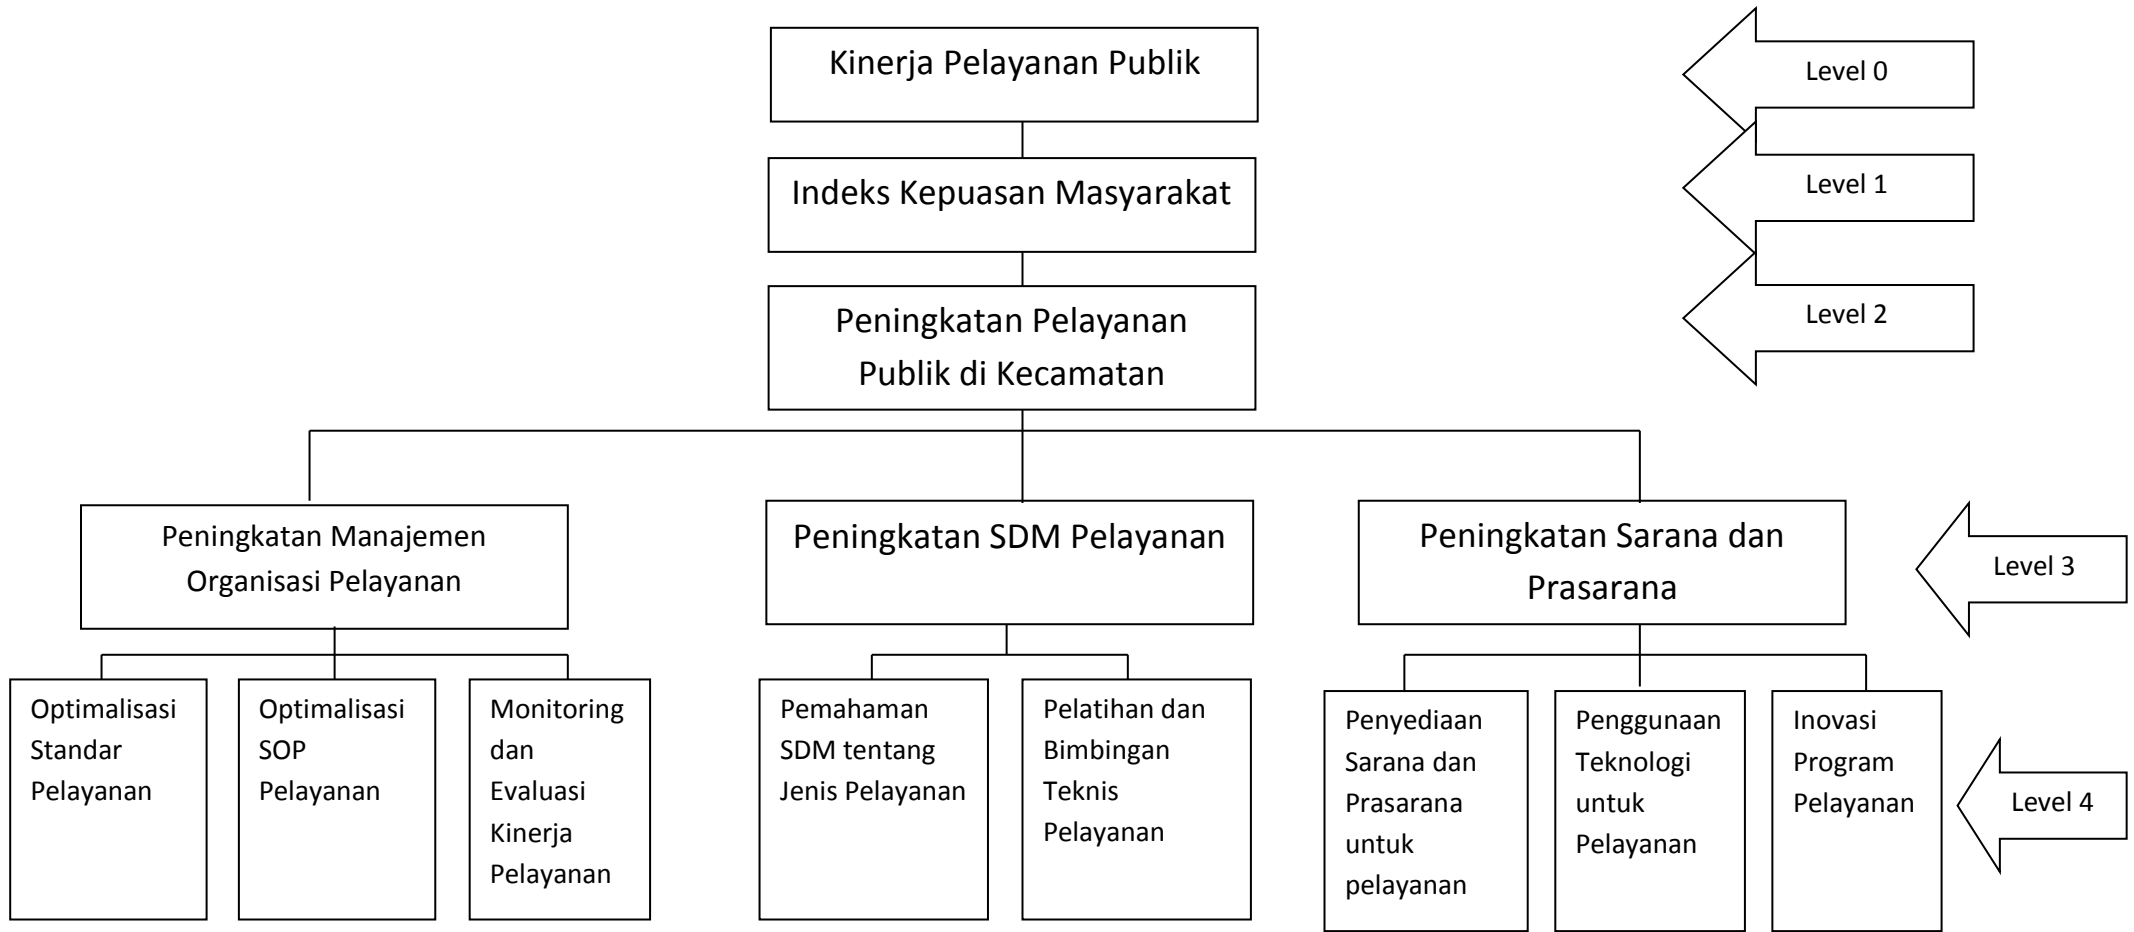 Kinerja Pelayanan Publik
Level 0
Indeks Kepuasan Masyarakat
Level 1
Peningkatan Pelayanan
Publik di Kecamatan
Level 2
Peningkatan Manajemen
Organisasi Pelayanan
Peningkatan SDM Pelayanan
Peningkatan Sarana dan
Prasarana
Level 3
Optimalisasi
Standar
Pelayanan
Optimalisasi
SOP
Pelayanan
Monitoring
dan
Evaluasi
Kinerja
Pelayanan
Pemahaman
SDM tentang
Jenis Pelayanan
Pelatihan dan
Bimbingan
Teknis
Pelayanan
Penyediaan
Sarana dan
Prasarana
untuk
pelayanan
Penggunaan
Teknologi
untuk
Pelayanan
Inovasi
Program
Pelayanan
Level 4